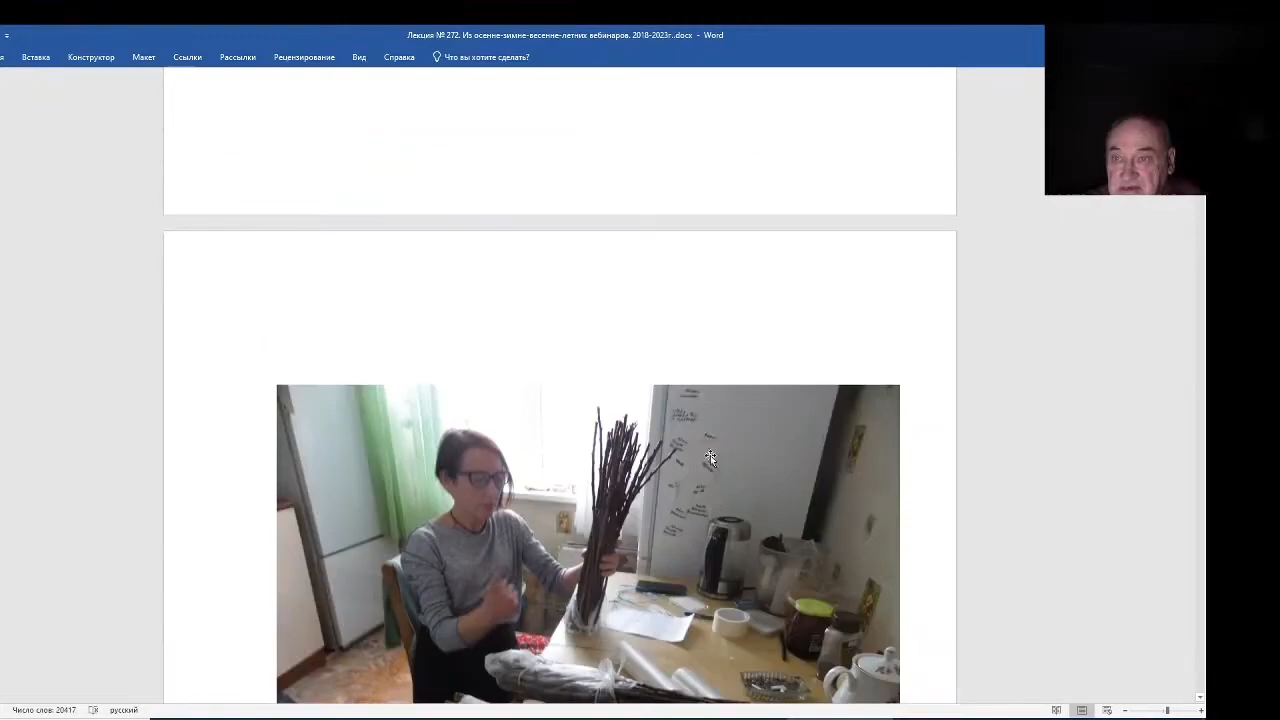 Лекция № 272. Из осенне-зимне-весенне-летних вебинаров. 2018-2023г..docx - Word
я Вставка Конструктор Макет Ссылки Рассылки Рецензирование Вид Справка Что вы хотите сделать?
Число слов: 20417 русский